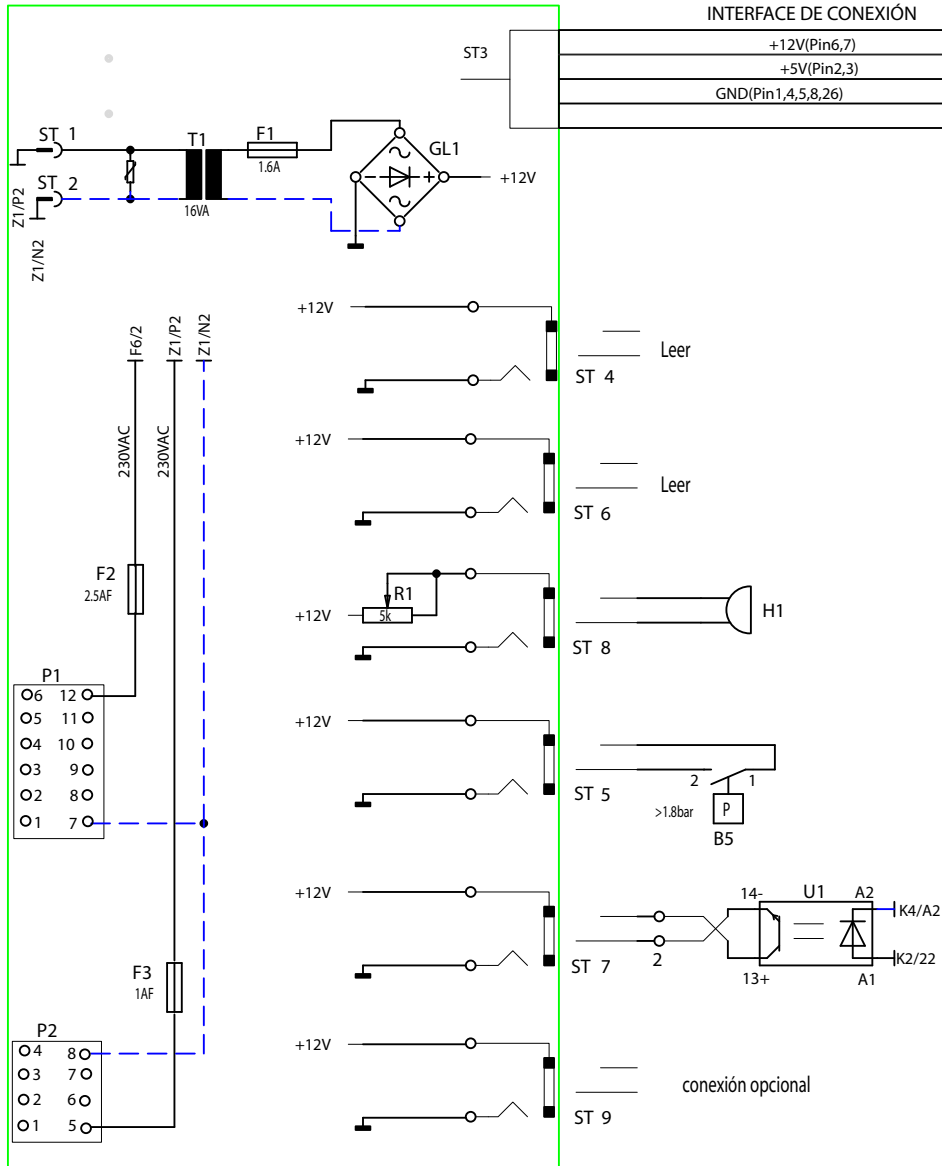 INTERFACE DE CONEXIÓN
ST3
+12V(Pin6,7)
+5V(Pin2,3)
GND(Pin1,4,5,8,26)
ST 1
T1
F1
1.6A
GL1
+12V
ST 2
16VA
Z1/P2
Z1/N2
- +
+12V
F6/2
Z1/P2
Z1/N2
Leer
ST 4
230VAC
230VAC
+12V
Leer
ST 6
F2
2.5AF
R1
5k
+12V
H1
ST 8
P1
6 12
5 11
4 10
3 9
2 8
1 7
+12V
2 1
ST 5
>1.8bar
P
B5
+12V
14-
U1
A2
K4/A2
ST 7
2
K2/22
13+
A1
F3
1AF
P2
4 8
3 7
2 6
1 5
+12V
conexión opcional
ST 9